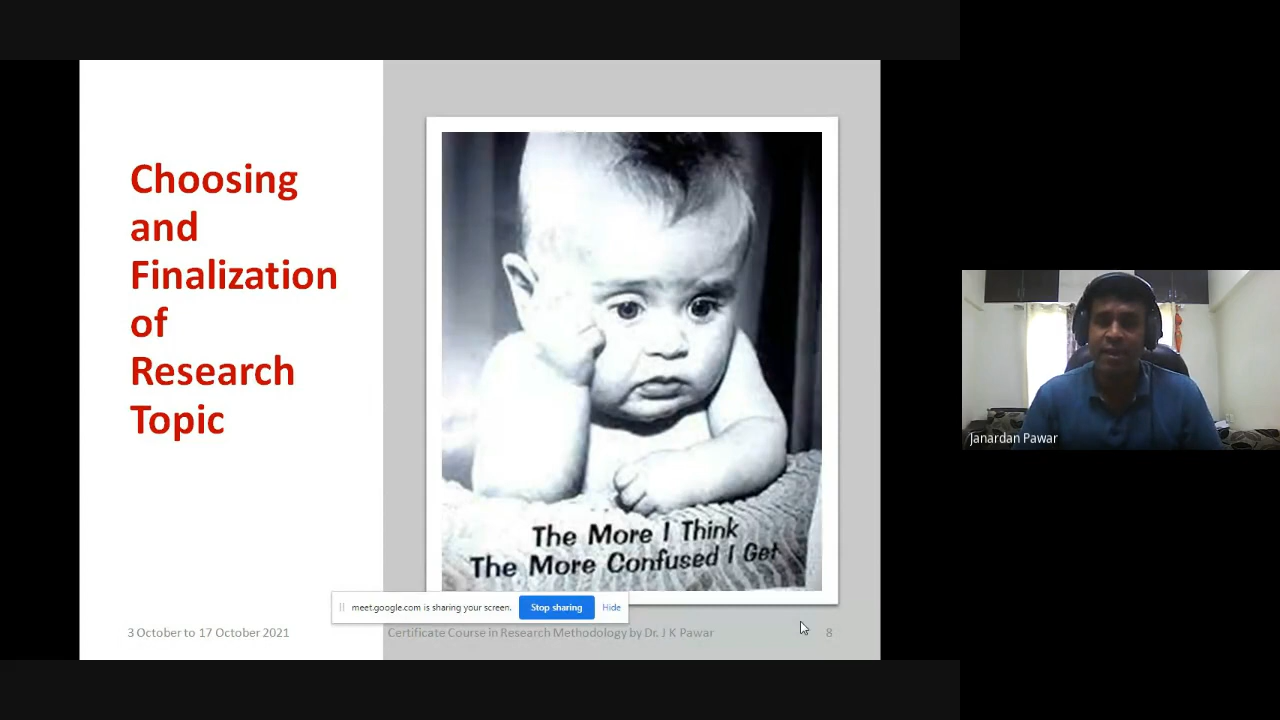 Choosing
and
Finalization
of
Research
Topic
The More I Think
The More Confused I Get
meet.google.com is sharing your screen.
Stop sharing
Hide
3 October to 17 October 2021
Certificate Course in Research Methodology by Dr. J K Pawar
8
Janardan Pawar